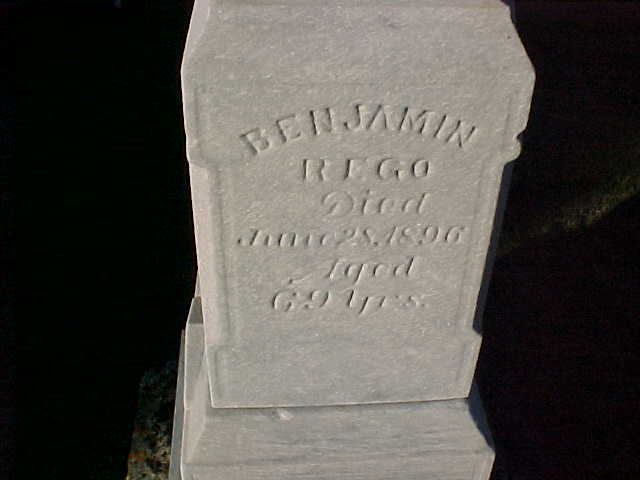 BENJAMIN
REGO
Died
June 28, 1896
Aged
69 Yrs.